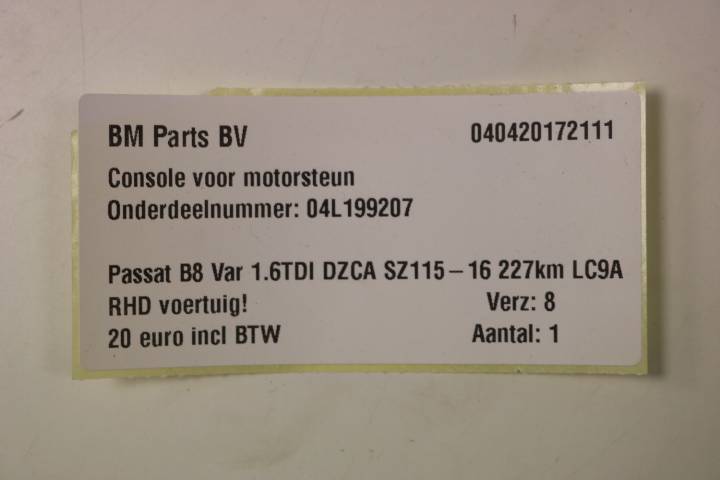 BM Parts BV 040420172111
Console voor motorsteun
Onderdeelnummer: 04L199207
Passat B8 Var 1.6TDI DZCA SZ115 – 16 227km LC9A
RHD voertuig! Verz: 8
20 euro incl BTW Aantal: 1